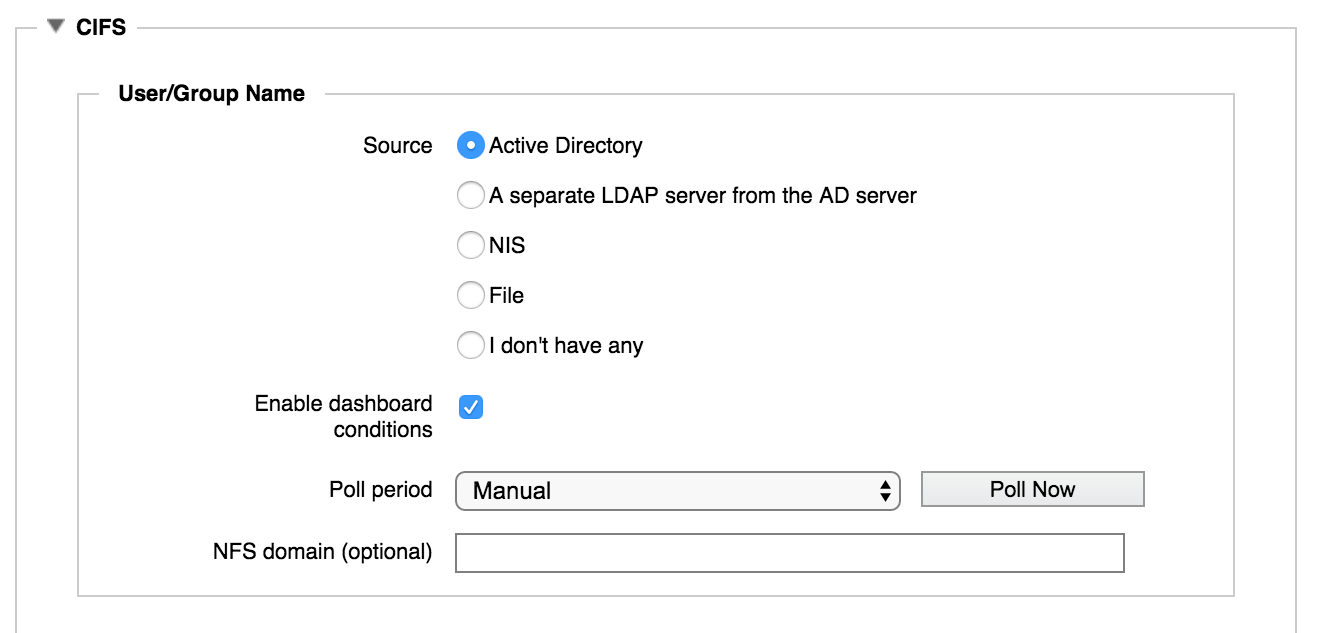 CIFS
User/Group Name
Source
Active Directory
A separate LDAP server from the AD server
NIS
File
I don't have any
Enable dashboard
conditions
Poll period
Manual
Poll Now
NFS domain (optional)